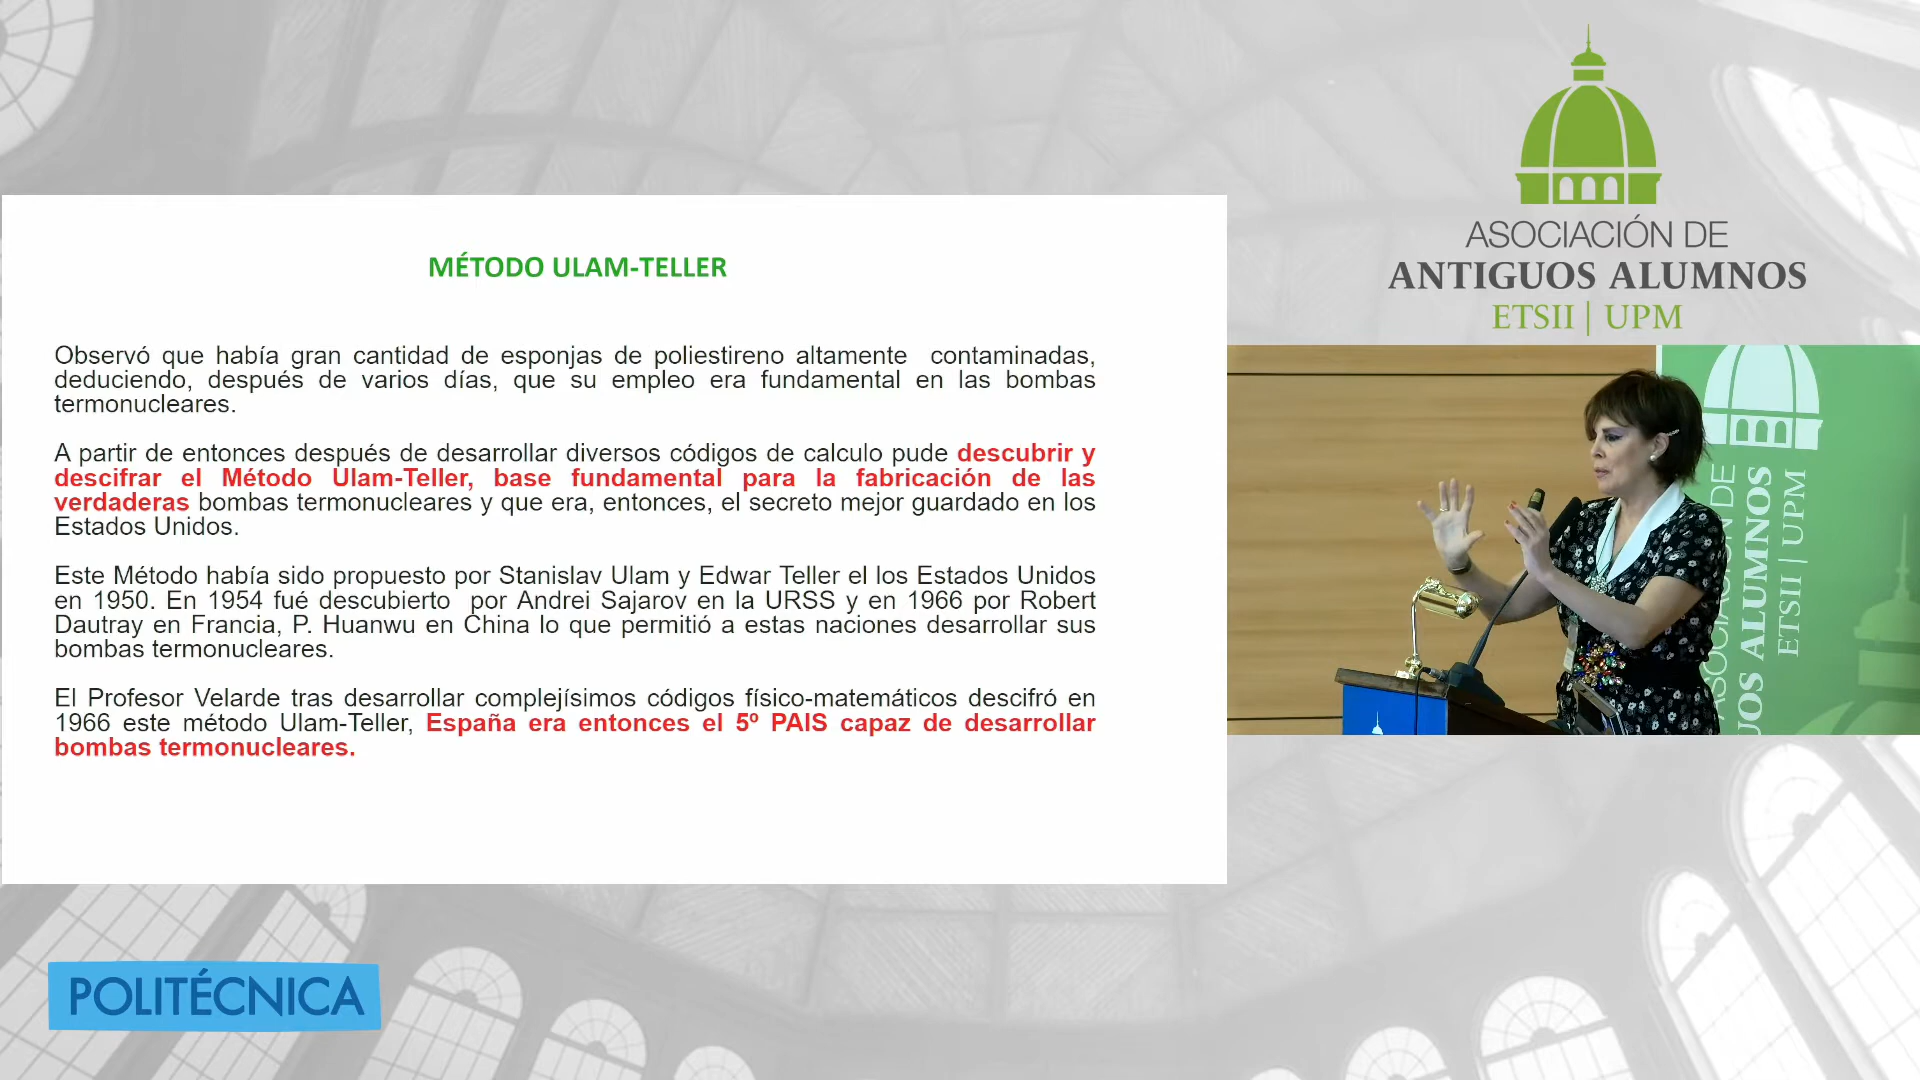 MÉTODO ULAM-TELLER
Observó que había gran cantidad de esponjas de poliestireno altamente contaminadas,
deduciendo, después de varios días, que su empleo era fundamental en las bombas
termonucleares.
A partir de entonces después de desarrollar diversos códigos de calculo pude descubrir y
descifrar el Método Ulam-Teller, base fundamental para la fabricación de las
verdaderas bombas termonucleares y que era, entonces, el secreto mejor guardado en los
Estados Unidos.
Este Método había sido propuesto por Stanislav Ulam y Edwar Teller el los Estados Unidos
en 1950. En 1954 fué descubierto por Andrei Sajarov en la URSS y en 1966 por Robert
Dautray en Francia, P. Huanwu en China lo que permitió a estas naciones desarrollar sus
bombas termonucleares.
El Profesor Velarde tras desarrollar complejísimos códigos físico-matemáticos descifró en
1966 este método Ulam-Teller, España era entonces el 5º PAIS capaz de desarrollar
bombas termonucleares.
POLITÉCNICA
ASOCIACIÓN DE
ANTIGUOS ALUMNOS
ETSII | UPM
DE
ALUMNOS
ETSII | UPM